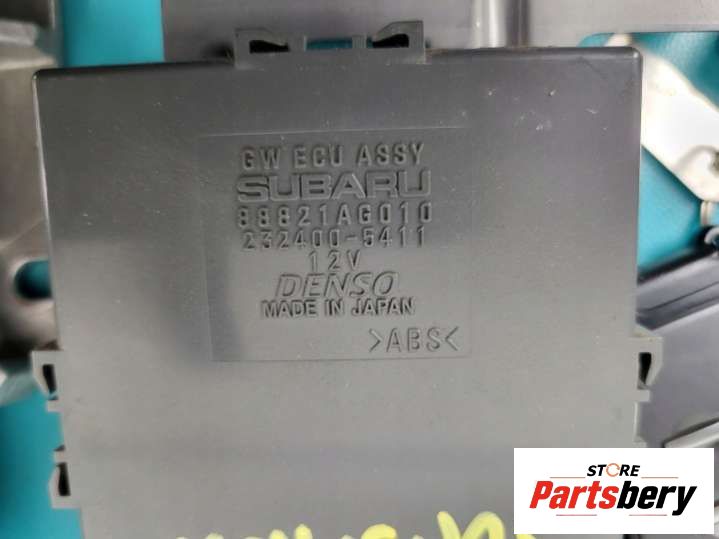 GW ECU ASSY
SUBARU
88821AG010
232400-5411
12V
DENSO
MADE IN JAPAN
>ABS<
STORE
Partsbery